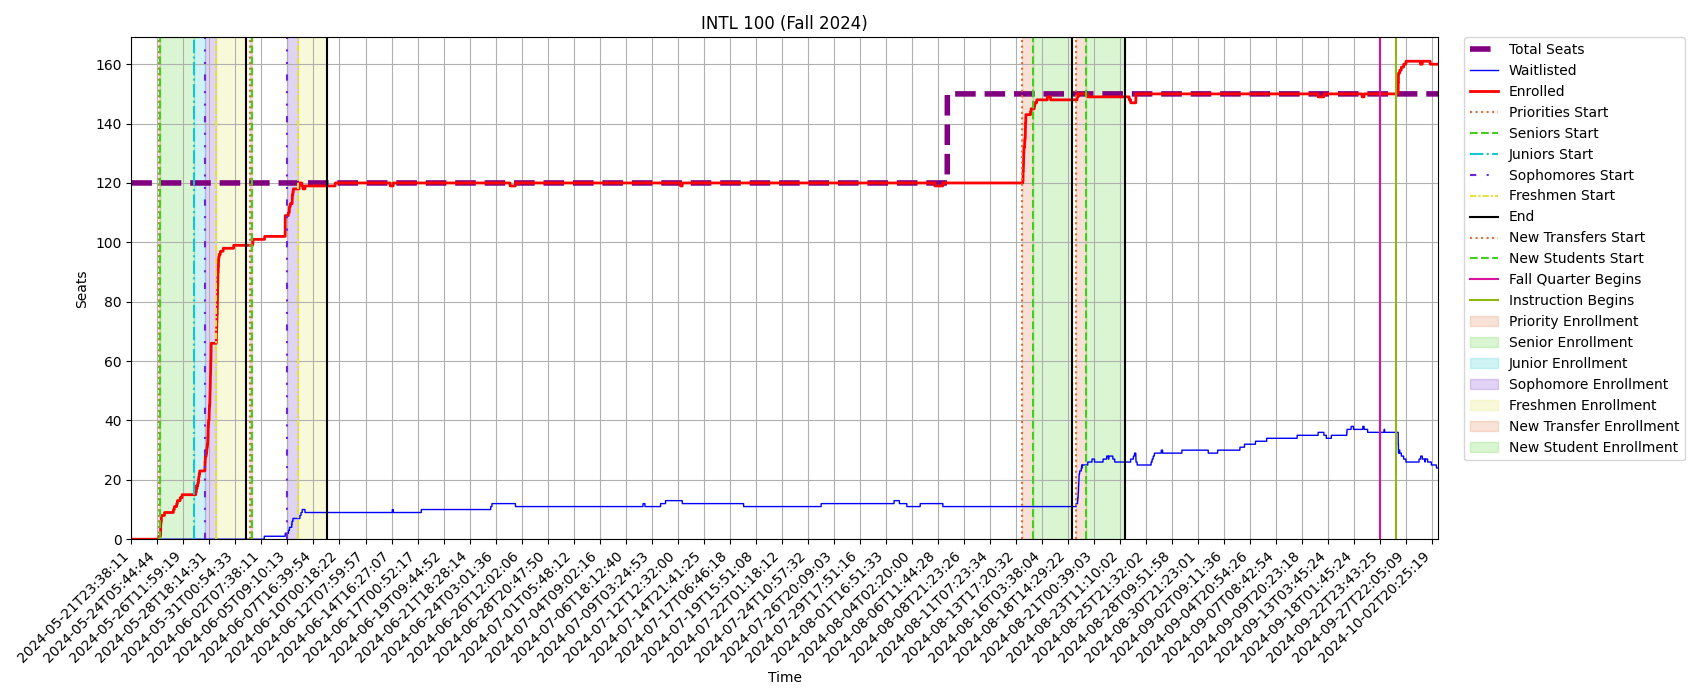 INTL 100 (Fall 2024)
Seats
160
140
120
100
80
60
40
20
0
2024-05-21T23:38:11
2024-05-24T05:44:44
2024-05-26T11:59:19
2024-05-28T18:14:31
2024-05-31T00:54:33
2024-06-02T07:38:11
2024-06-05T09:10:13
2024-06-07T16:39:54
2024-06-10T00:18:22
2024-06-12T07:59:57
2024-06-14T16:27:07
2024-06-17T00:52:17
2024-06-19T09:44:52
2024-06-21T18:28:14
2024-06-24T03:01:36
2024-06-26T12:02:06
2024-06-28T20:47:50
2024-07-01T05:48:12
2024-07-04T09:02:16
2024-07-06T18:12:40
2024-07-09T03:24:53
2024-07-12T12:32:00
2024-07-14T21:41:25
2024-07-17T06:46:18
2024-07-19T15:51:08
2024-07-22T01:18:12
2024-07-24T10:57:32
2024-07-26T20:09:03
2024-07-29T17:51:16
2024-08-01T16:51:33
2024-08-04T02:20:00
2024-08-06T11:44:28
2024-08-08T21:23:26
2024-08-11T07:23:34
2024-08-13T17:20:32
2024-08-16T03:38:04
2024-08-18T14:29:22
2024-08-21T00:39:03
2024-08-23T11:10:02
2024-08-25T21:32:02
2024-08-28T09:51:58
2024-08-30T21:23:01
2024-09-02T09:11:36
2024-09-04T20:54:26
2024-09-07T08:42:54
2024-09-09T20:23:18
2024-09-13T03:45:24
2024-09-18T01:45:24
2024-09-22T23:43:25
2024-09-27T22:05:09
2024-10-02T20:25:19
Time
Total Seats
Waitlisted
Enrolled
Priorities Start
Seniors Start
Juniors Start
Sophomores Start
Freshmen Start
End
New Transfers Start
New Students Start
Fall Quarter Begins
Instruction Begins
Priority Enrollment
Senior Enrollment
Junior Enrollment
Sophomore Enrollment
Freshmen Enrollment
New Transfer Enrollment
New Student Enrollment